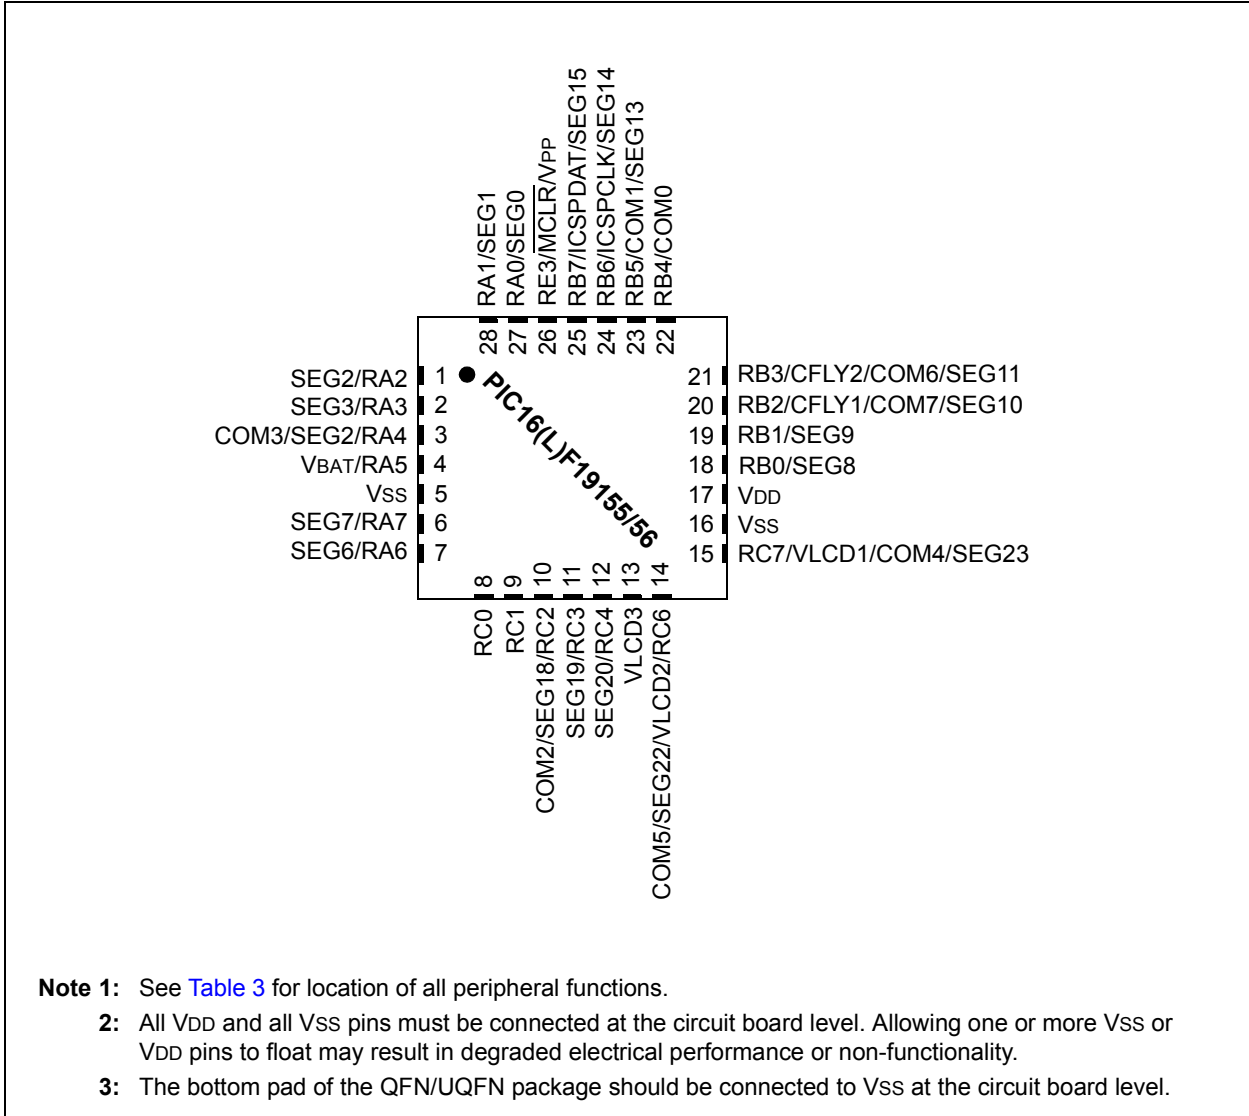 RA1/SEG1
RA0/SEG0
RE3/MCLR/VPP
RB7/ICSPDAT/SEG15
RB6/ICSPCLK/SEG14
RB5/COM1/SEG13
RB4/COM0
28 27 26 25 24 23 22
SEG2/RA2 1
SEG3/RA3 2
COM3/SEG2/RA4 3
VBAT/RA5 4
VSS 5
SEG7/RA7 6
SEG6/RA6 7
PIC16(L)F19155/56
21 RB3/CFLY2/COM6/SEG11
20 RB2/CFLY1/COM7/SEG10
19 RB1/SEG9
18 RB0/SEG8
17 VDD
16 VSS
15 RC7/VLCD1/COM4/SEG23
8 9 10 11 12 13 14
RC0
RC1
COM2/SEG18/RC2
SEG19/RC3
SEG20/RC4
VLCD3
COM5/SEG22/VLCD2/RC6
Note 1: See Table 3 for location of all peripheral functions.
2: All VDD and all VSS pins must be connected at the circuit board level. Allowing one or more VSS or
VDD pins to float may result in degraded electrical performance or non-functionality.
3: The bottom pad of the QFN/UQFN package should be connected to VSS at the circuit board level.